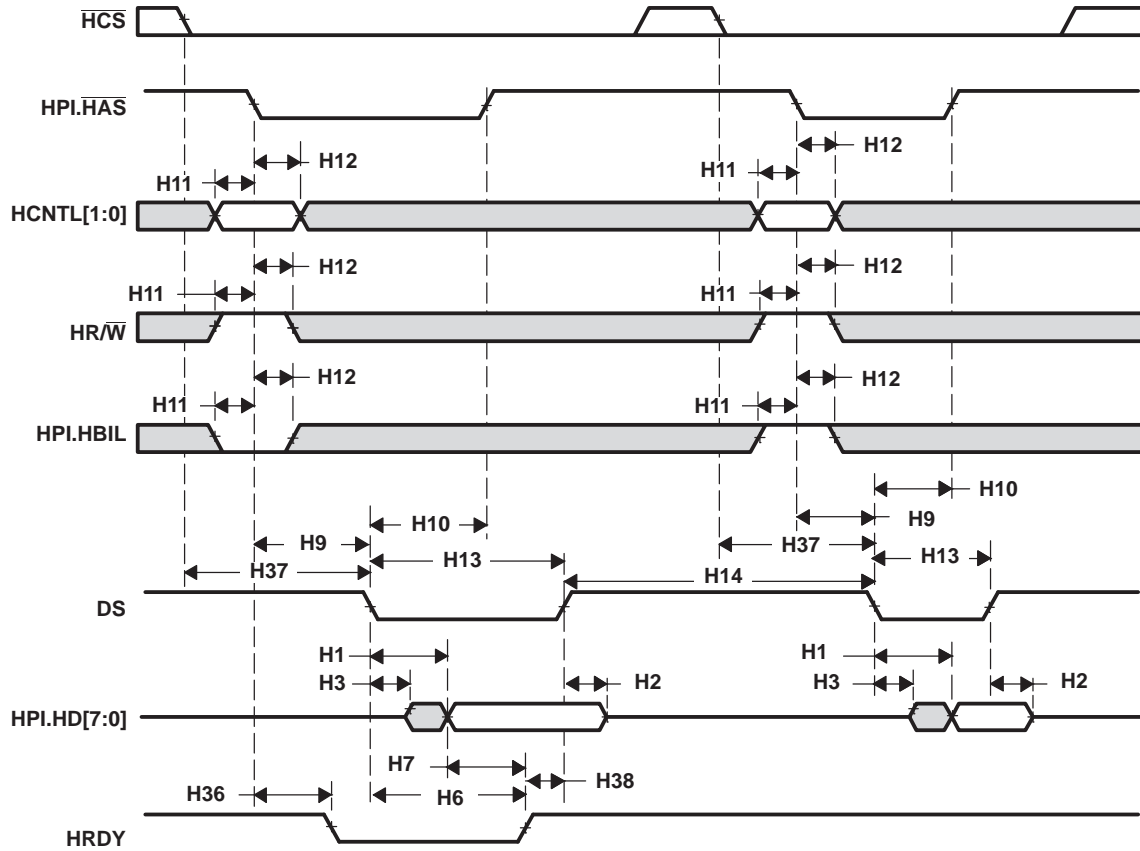 HCS
HPI.HAS
H12 H12
H11 H11
HCNTL[1:0]
H12 H12
H11 H11
HR/W
H12 H12
H11 H11
HPI.HBIL
H10
H10 H9
H9 H37 H13
H37 H13 H14
DS
H1 H1
H3 H2 H3 H2
HPI.HD[7:0]
H7 H38
H36 H6
HRDY